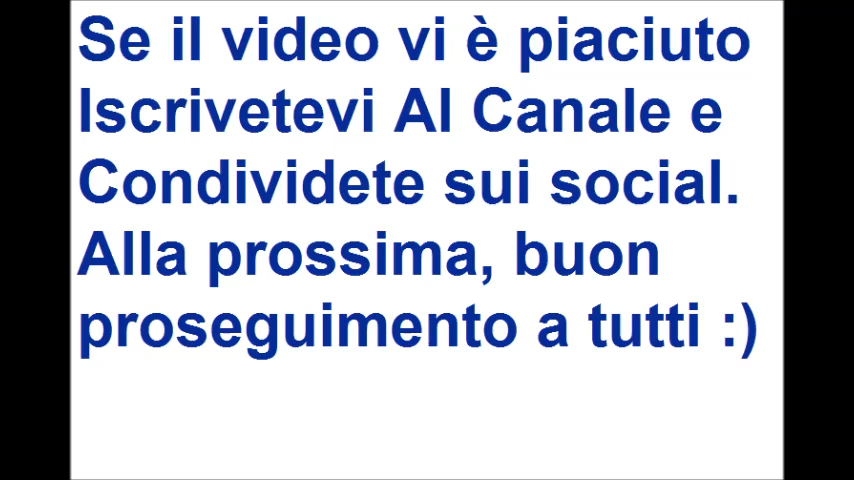 Se il video vi è piaciuto
Iscrivetevi Al Canale e
Condividete sui social.
Alla prossima, buon
proseguimento a tutti :)